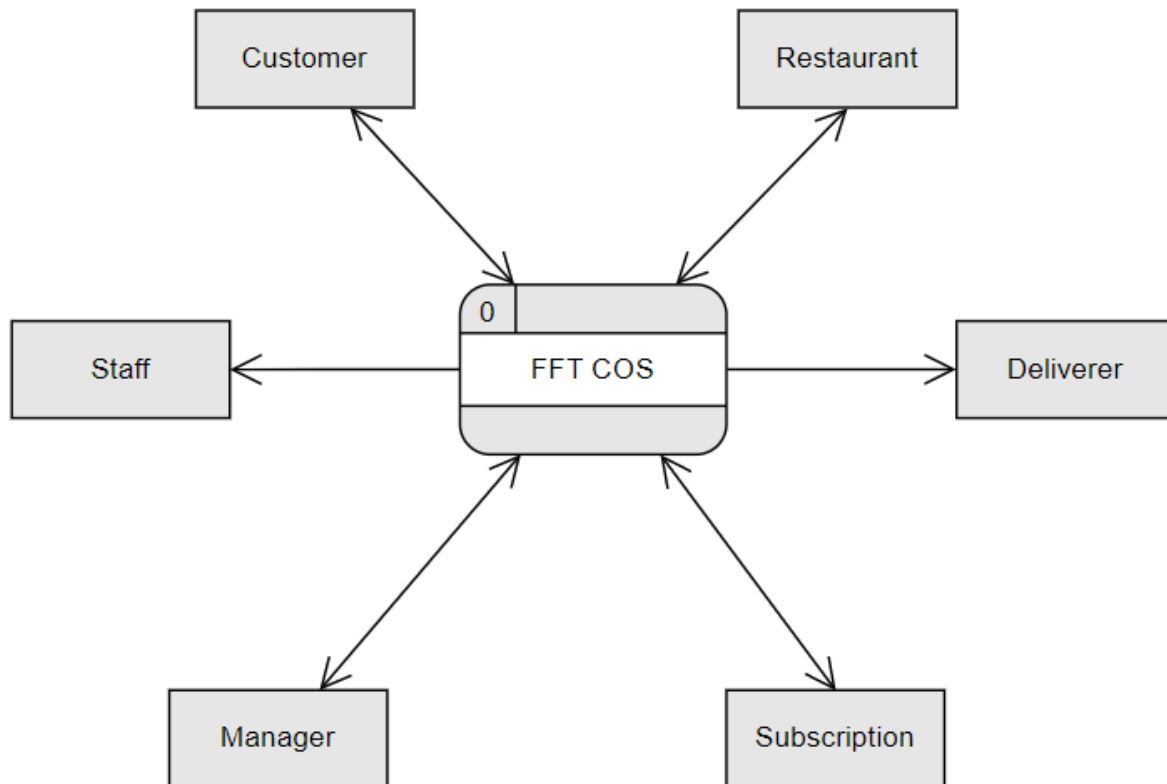 Customer
Restaurant
0
FFT COS
Staff
Deliverer
Manager
Subscription